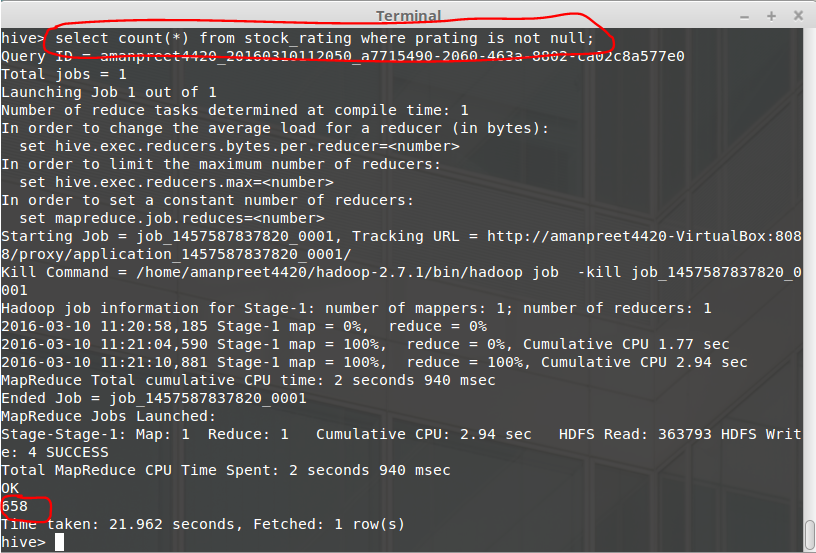 Terminal
hive> select count(*) from stock_rating where prating is not null;
Query ID = amanpreet4420_20160310112050_a7715490-2060-463a-8802-ca02c8a577e0
Total jobs = 1
Launching Job 1 out of 1
Number of reduce tasks determined at compile time: 1
In order to change the average load for a reducer (in bytes):
  set hive.exec.reducers.bytes.per.reducer=<number>
In order to limit the maximum number of reducers:
  set hive.exec.reducers.max=<number>
In order to set a constant number of reducers:
  set mapreduce.job.reduces=<number>
Starting Job = job_1457587837820_0001, Tracking URL = http://amanpreet4420-VirtualBox:808
8/proxy/application_1457587837820_0001/
Kill Command = /home/amanpreet4420/hadoop-2.7.1/bin/hadoop job  -kill job_1457587837820_0
001
Hadoop job information for Stage-1: number of mappers: 1; number of reducers: 1
2016-03-10 11:20:58,185 Stage-1 map = 0%,  reduce = 0%
2016-03-10 11:21:04,590 Stage-1 map = 100%,  reduce = 0%, Cumulative CPU 1.77 sec
2016-03-10 11:21:10,881 Stage-1 map = 100%,  reduce = 100%, Cumulative CPU 2.94 sec
MapReduce Total cumulative CPU time: 2 seconds 940 msec
Ended Job = job_1457587837820_0001
MapReduce Jobs Launched:
Stage-Stage-1: Map: 1  Reduce: 1   Cumulative CPU: 2.94 sec   HDFS Read: 363793 HDFS Writ
e: 4 SUCCESS
Total MapReduce CPU Time Spent: 2 seconds 940 msec
OK
658
Time taken: 21.962 seconds, Fetched: 1 row(s)
hive>